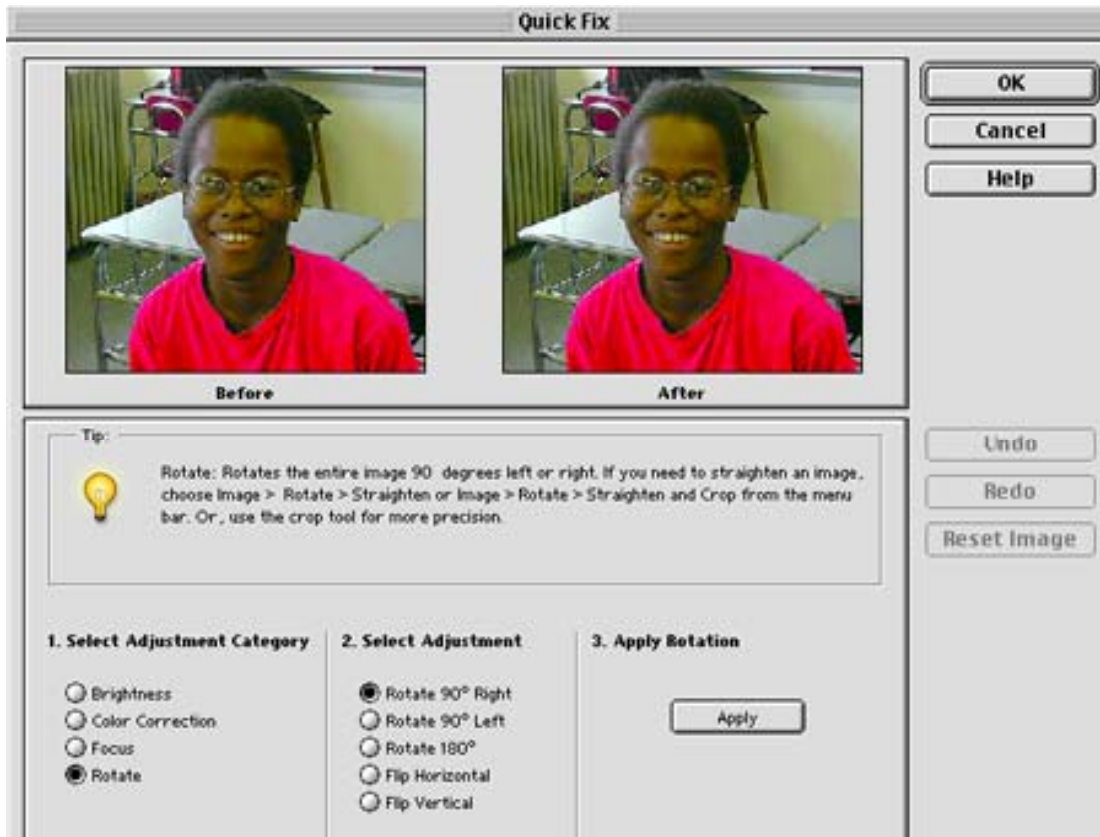 Quick Fix
OK
Cancel
Help
Before
After
Tip:
Rotate: Rotates the entire image 90 degrees left or right. If you need to straighten an image,
choose Image > Rotate > Straighten or Image > Rotate > Straighten and Crop from the menu
bar. Or, use the crop tool for more precision.
Undo
Redo
Reset Image
1. Select Adjustment Category
Brightness
Color Correction
Focus
Rotate
2. Select Adjustment
Rotate 90° Right
Rotate 90° Left
Rotate 180°
Flip Horizontal
Flip Vertical
3. Apply Rotation
Apply